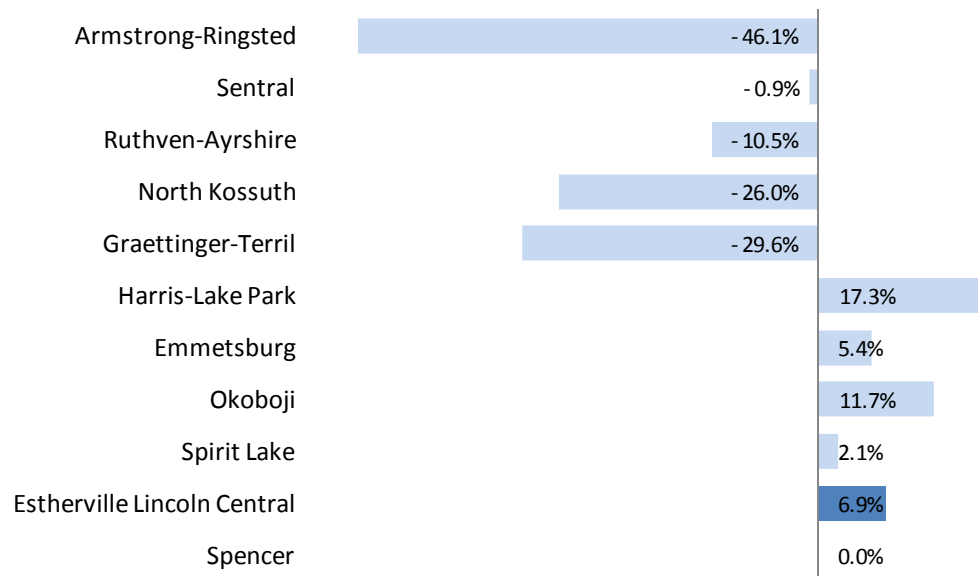 Armstrong-Ringsted - 46.1%
Sentral - 0.9%
Ruthven-Ayrshire - 10.5%
North Kossuth - 26.0%
Graettinger-Terril - 29.6%
Harris-Lake Park 17.3%
Emmetsburg 5.4%
Okoboji 11.7%
Spirit Lake 2.1%
Estherville Lincoln Central 6.9%
Spencer 0.0%